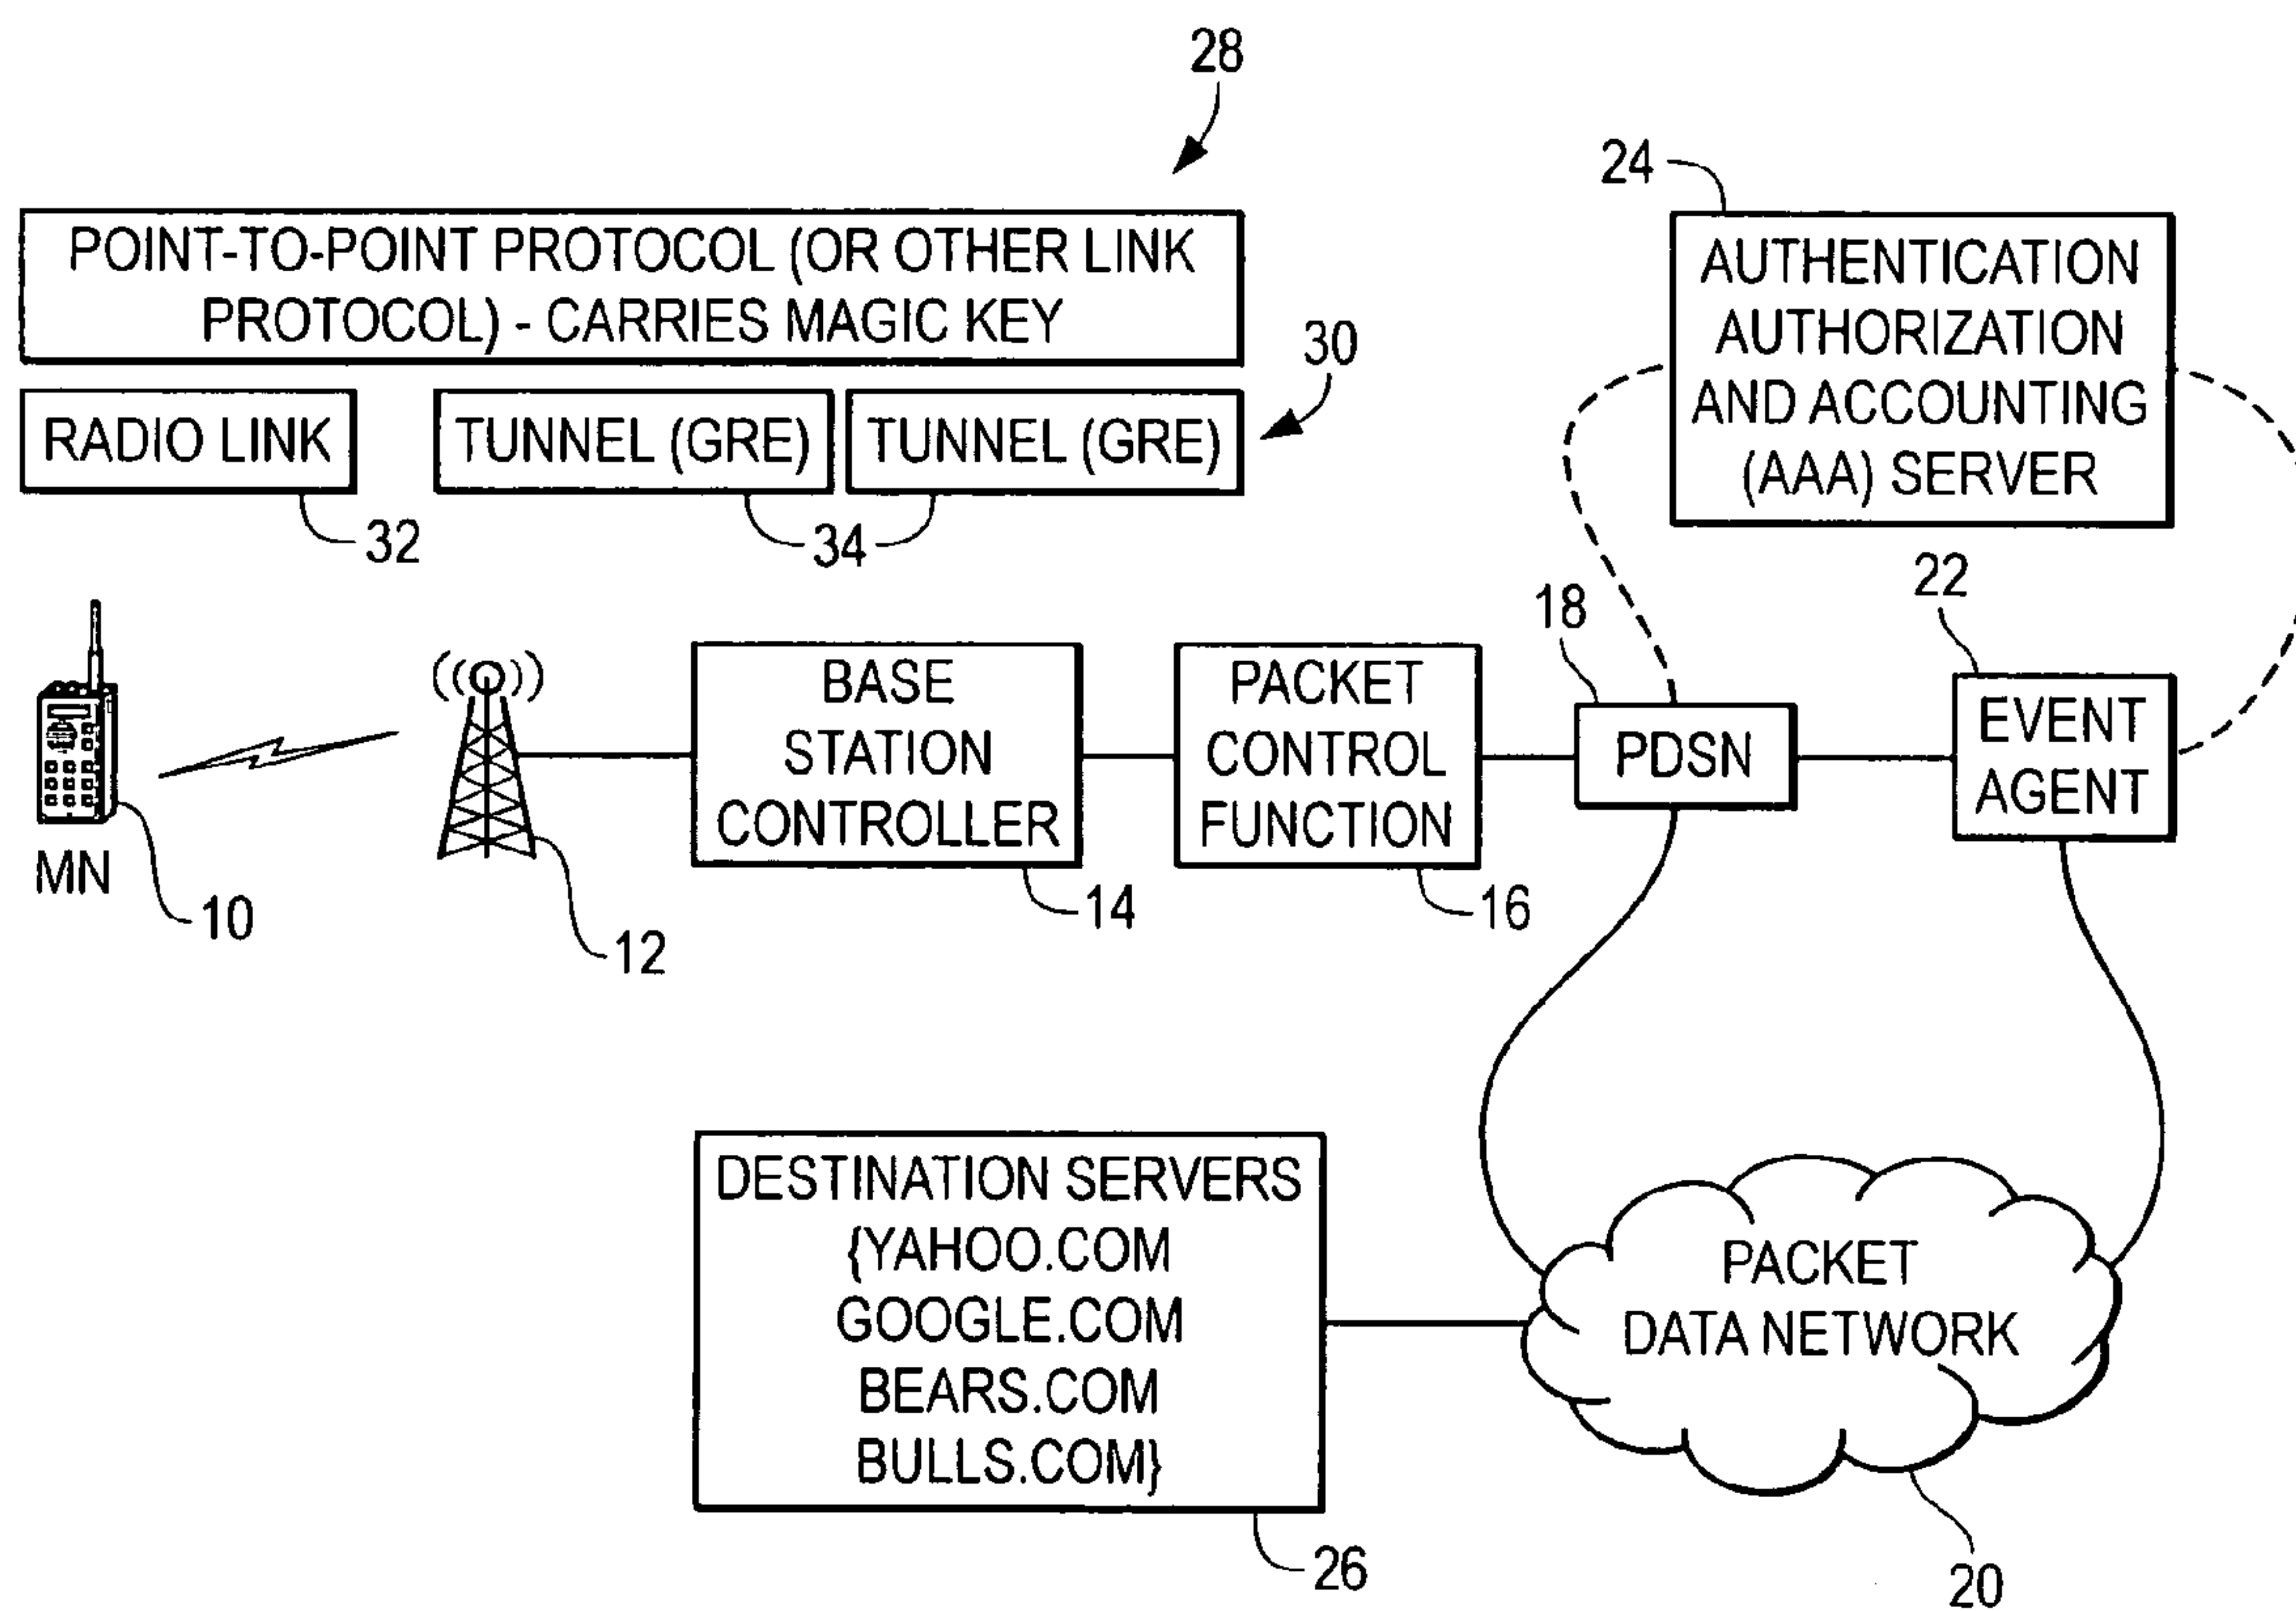 28
POINT-TO-POINT PROTOCOL (OR OTHER LINK
PROTOCOL) - CARRIES MAGIC KEY
30
RADIO LINK
TUNNEL (GRE)
TUNNEL (GRE)
32
34
24
AUTHENTICATION
AUTHORIZATION
AND ACCOUNTING
(AAA) SERVER
MN
10
12
BASE
STATION
CONTROLLER
14
PACKET
CONTROL
FUNCTION
16
18
PDSN
22
EVENT
AGENT
DESTINATION SERVERS
{YAHOO.COM
GOOGLE.COM
BEARS.COM
BULLS.COM}
26
PACKET
DATA NETWORK
20